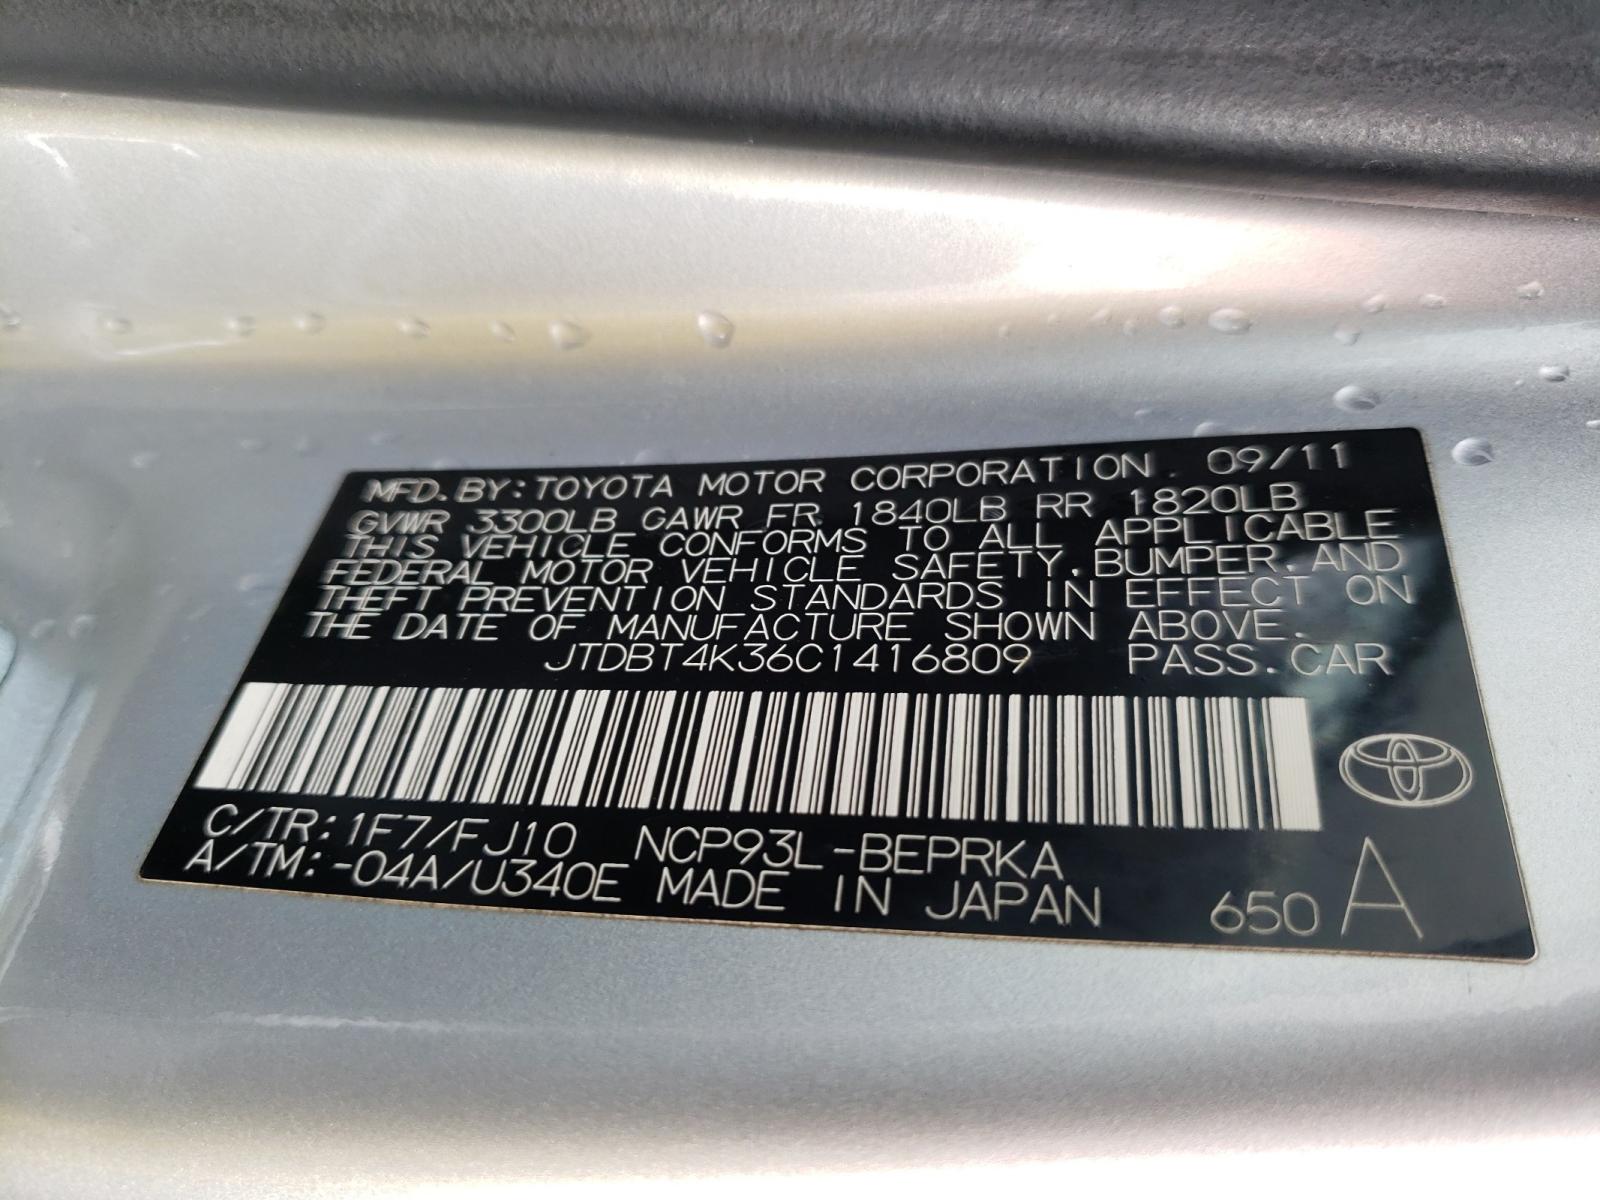 MFD. BY: TOYOTA MOTOR CORPORATION 09/11
GVWR 3300LB GAWR FR 1840LB RR 1820LB
THIS VEHICLE CONFORMS TO ALL APPLICABLE
FEDERAL MOTOR VEHICLE SAFETY, BUMPER, AND
THEFT PREVENTION STANDARDS IN EFFECT ON
THE DATE OF MANUFACTURE SHOWN ABOVE.
JTDBT4K36C1416809 PASS. CAR
C/TR: 1F7/FJ10 NCP93L-BEPRKA
A/TM: -04A/U340E MADE IN JAPAN 650 A